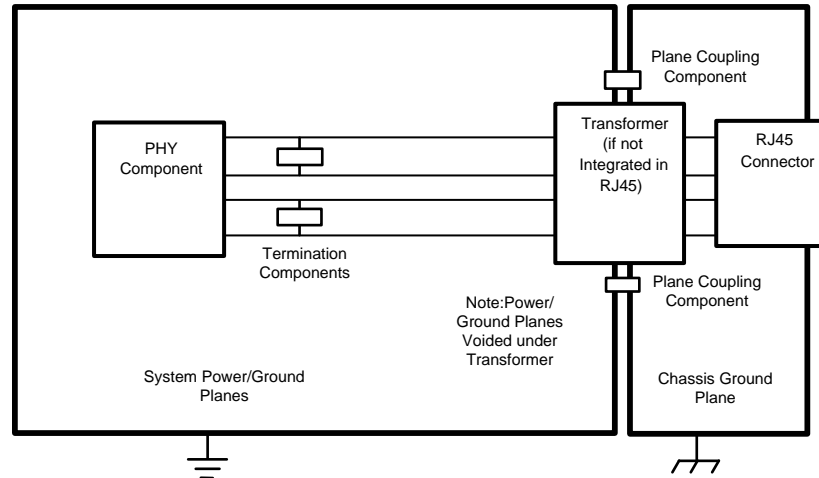 Plane Coupling
Component
Transformer
(if not
Integrated in
RJ45)
RJ45
Connector
PHY
Component
Termination
Components
Plane Coupling
Component
Note:Power/
Ground Planes
Voided under
Transformer
System Power/Ground
Planes
Chassis Ground
Plane